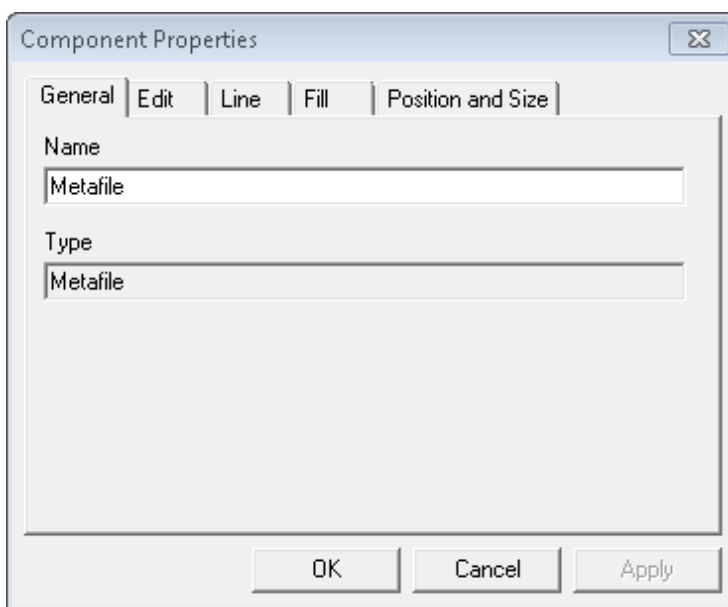 Component Properties
General Edit Line Fill Position and Size
Name
Metafile
Type
Metafile
OK Cancel Apply